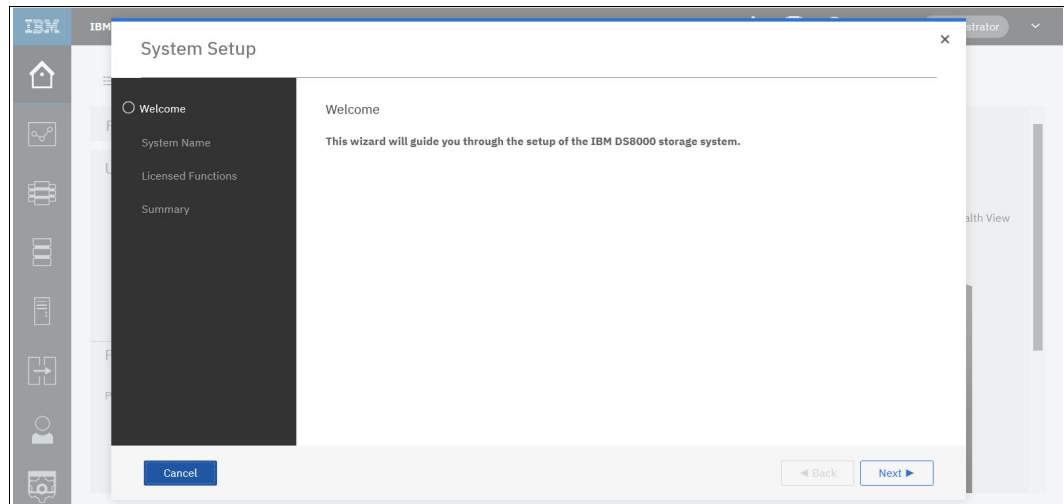 IBM
IBM
strator
System Setup
Welcome
System Name
Licensed Functions
Summary
Welcome
This wizard will guide you through the setup of the IBM DS8000 storage system.
alth View
Cancel
Back
Next